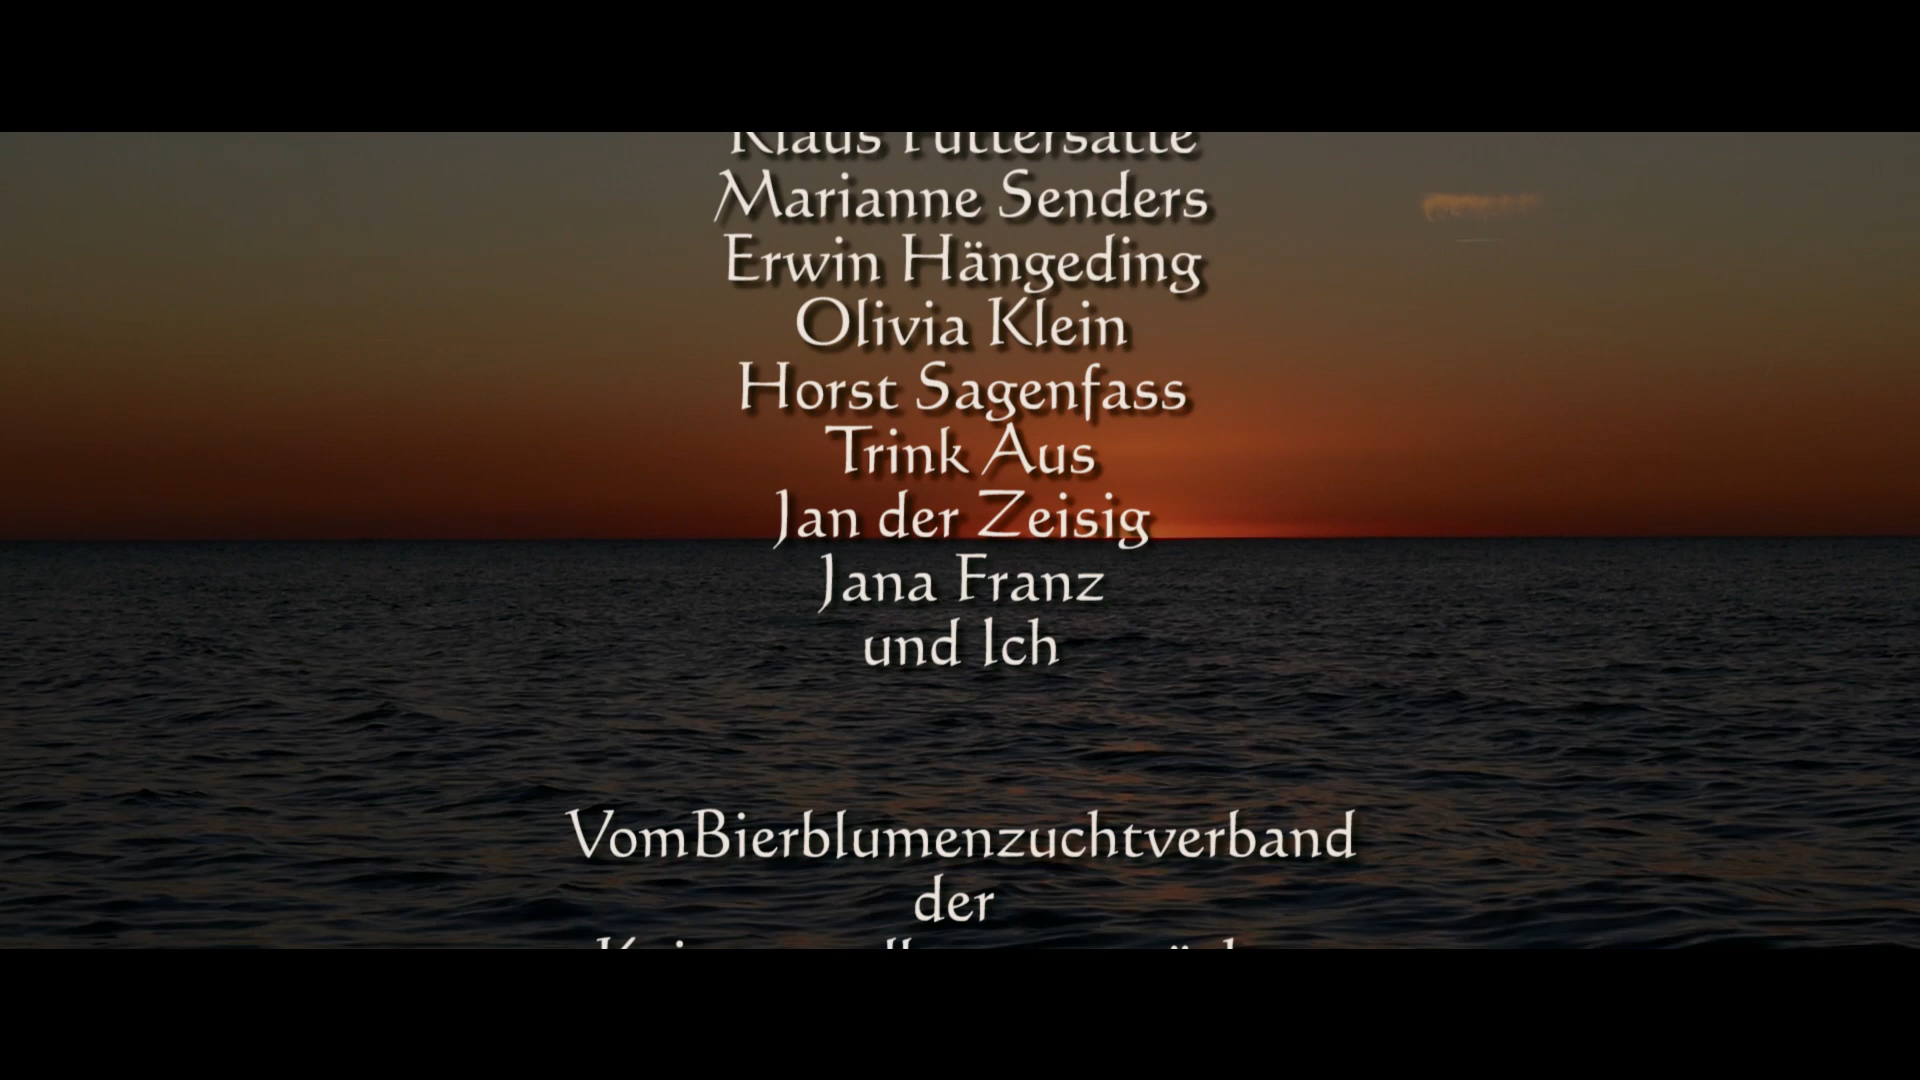 Klaus
Marianne Senders
Erwin Hängeding
Olivia Klein
Horst Sagenfass
Trink Aus
Jan der Zeisig
Jana Franz
und Ich
VomBierblumenzuchtverband
der